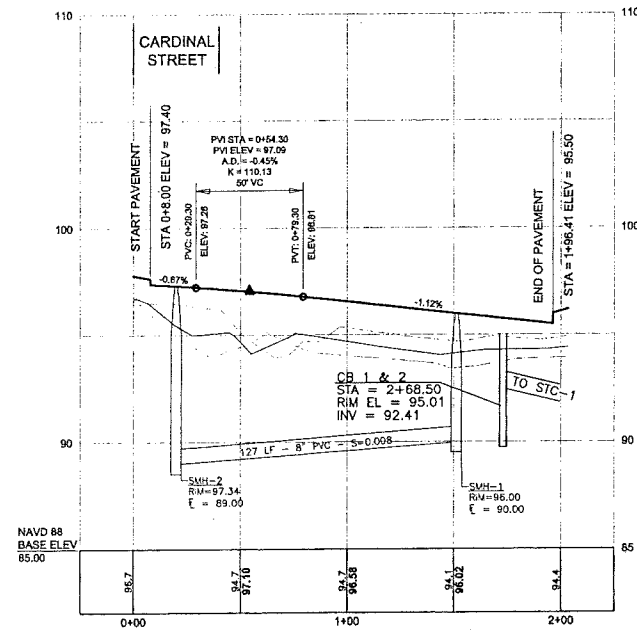 110
110
CARDINAL
STREET
START PAVEMENT
STA 0+8.00 ELEV = 97.40
PVI STA = 0+54.30
PVI ELEV = 97.09
A.D. = -0.45%
K = 110.13
50' VC
PVC: 0+29.30
ELEV: 97.26
PVT: 0+79.30
ELEV: 96.81
END OF PAVEMENT
STA = 1+96.41 ELEV = 95.50
100
100
-0.67%
-1.12%
CB 1 & 2
STA = 2+68.50
RIM EL = 95.01
INV = 92.41
TO STC-1
90
90
127 LF - 8" PVC - S=0.008
SMH-2
RIM=97.34
= 89.00
SMH-1
RIM=96.00
= 90.00
NAVD 88
BASE ELEV
85.00
85
94.7
97.10
94.7
96.58
94.1
96.02
94.4
0+00
1+00
2+00